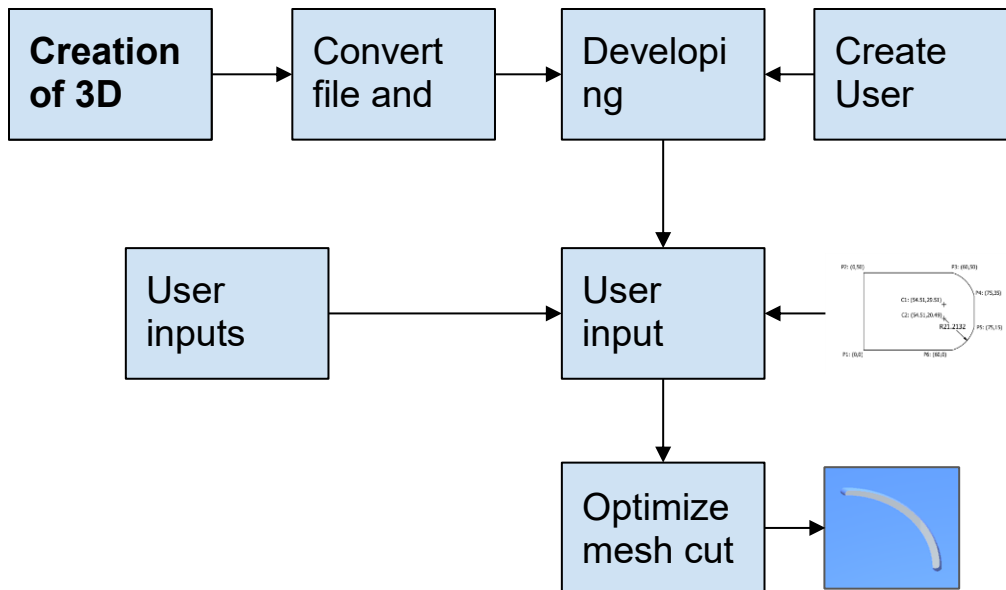 Creation
of 3D
Convert
file and
Developi
ng
Create
User
User
inputs
User
input
P2: (0,50)
P3: (60,50)
P4: (75,35)
C1: (54.51,29.51)
C2: (54.51,20.49)
R21.2132
P5: (75,15)
P1: (0,0)
P6: (60,0)
Optimize
mesh cut